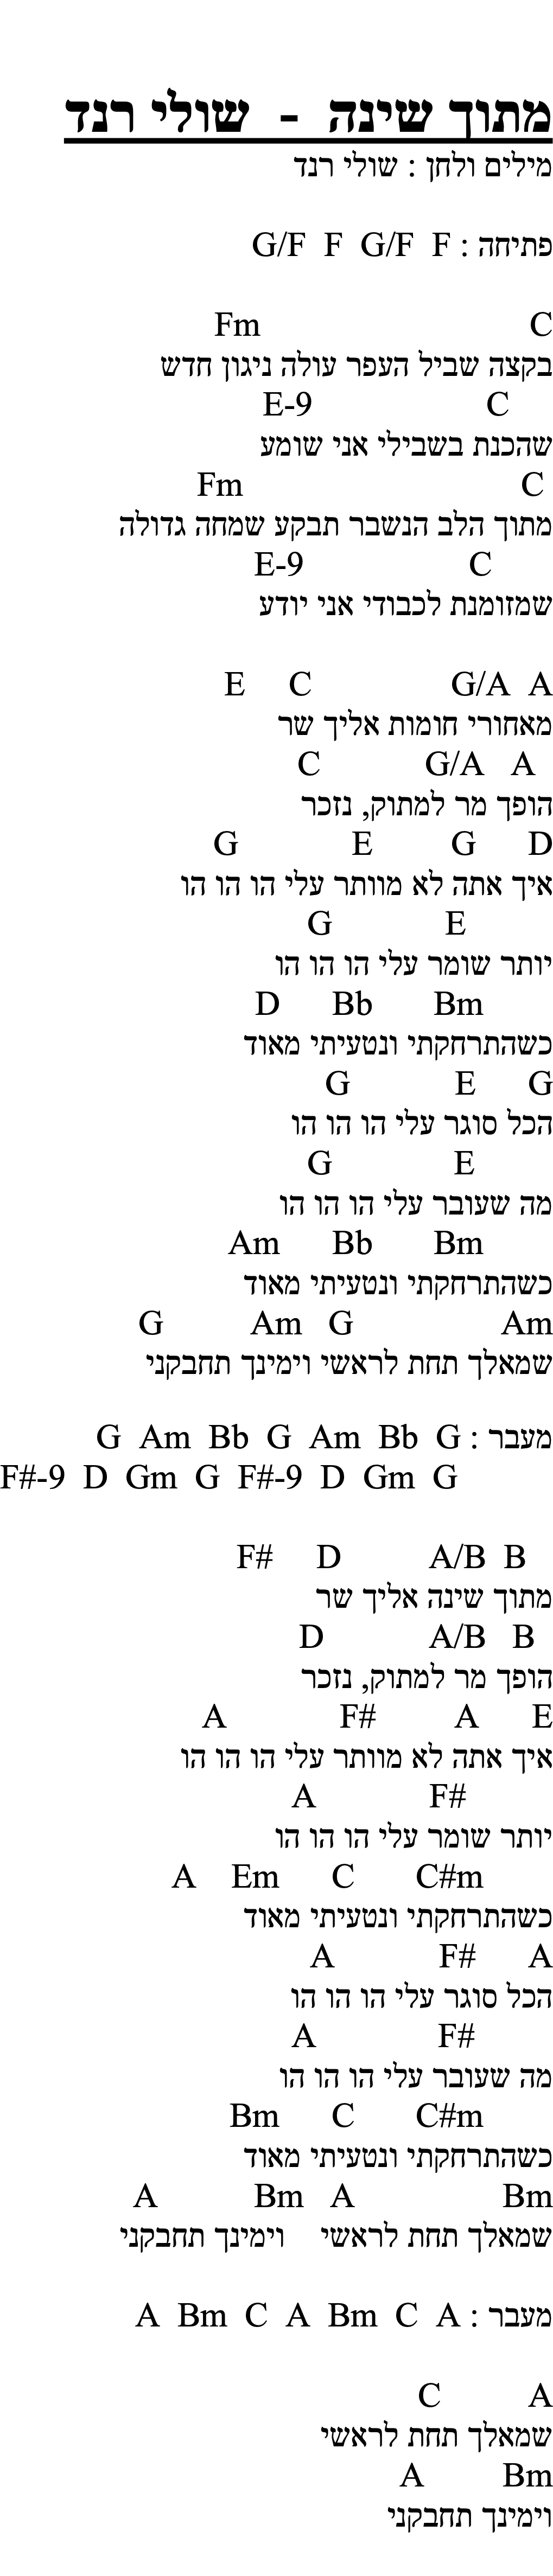 מתוך שינה - שולי רנד
מילים ולחן : שולי רנד
פתיחה : G/F F G/F F
Fm C
בקצה שביל העפר עולה ניגון חדש
E-9 C
שהכנת בשבילי אני שומע
Fm C
מתוך הלב הנשבר תבקע שמחה גדולה
E-9 C
שמזומנת לכבודי אני יודע
E C G/A A
מאחורי חומות אליך שר
C G/A A
הופך מר למתוק, נזכר
G E G D
איך אתה לא מוותר עלי הו הו הו
G E
יותר שומר עלי הו הו הו
D Bb Bm
כשהתרחקתי ונטעיתי מאוד
G E G
הכל סוגר עלי הו הו הו
G E
מה שעובר עלי הו הו הו
Am Bb Bm
כשהתרחקתי ונטעיתי מאוד
G Am G Am
שמאלך תחת לראשי וימינך תחבקני
מעבר : G Am Bb G Am Bb G
F#-9 D Gm G F#-9 D Gm G
F# D A/B B
מתוך שינה אליך שר
D A/B B
הופך מר למתוק, נזכר
A F# A E
איך אתה לא מוותר עלי הו הו הו
A F#
יותר שומר עלי הו הו הו
A Em C C#m
כשהתרחקתי ונטעיתי מאוד
A F# A
הכל סוגר עלי הו הו הו
A F#
מה שעובר עלי הו הו הו
Bm C C#m
כשהתרחקתי ונטעיתי מאוד
A Bm A Bm
שמאלך תחת לראשי וימינך תחבקני
מעבר : A Bm C A Bm C A
C A
שמאלך תחת לראשי
A Bm
וימינך תחבקני